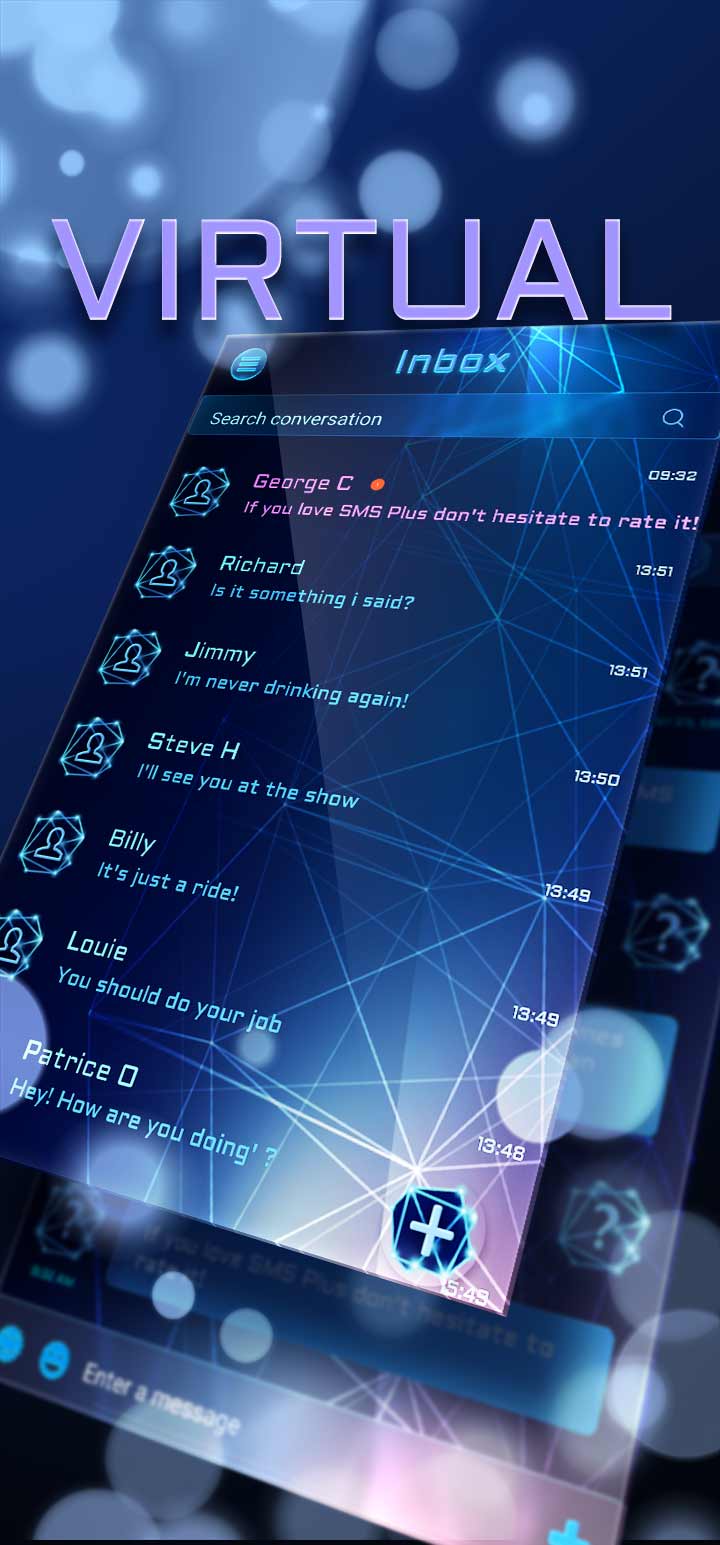 VIRTUAL
Inbox
Search conversation
George C
09:32
If you love SMS Plus don't hesitate to rate it!
Richard
13:51
Is it something i said?
Jimmy
13:51
I'm never drinking again!
Steve H
13:50
I'll see you at the show
Billy
13:49
It's just a ride!
Louie
13:49
You should do your job
Patrice O
13:48
Hey! How are you doing' ?
you love SMS Plus don't hesitate to
rate it!
Enter a message